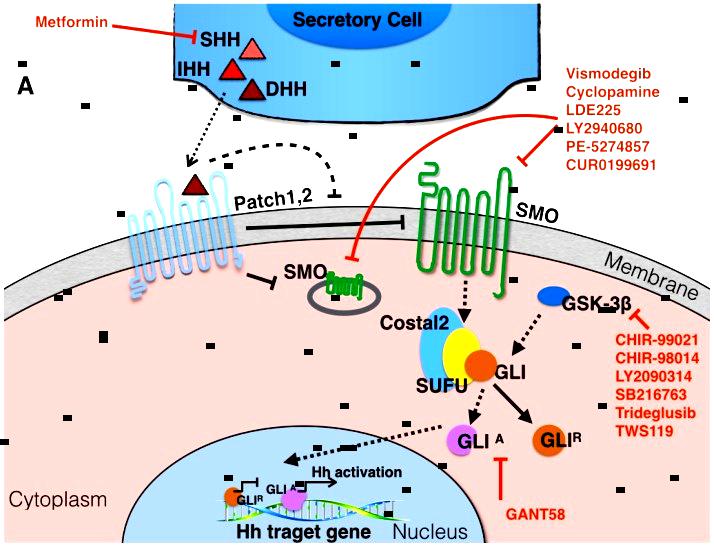 Secretory Cell
Metformin
SHH
IHH
DHH
A
Vismodegib
Cyclopamine
LDE225
LY2940680
PE-5274857
CUR0199691
Patch1,2
SMO
SMO
Membrane
Costal2
GSK-3β
SUFU
GLI
CHIR-99021
CHIR-98014
LY2090314
SB216763
Trideglusib
TWS119
GLI A
GLI R
Hh activation
GLI R
GLI A
GANT58
Cytoplasm
Hh traget gene
Nucleus